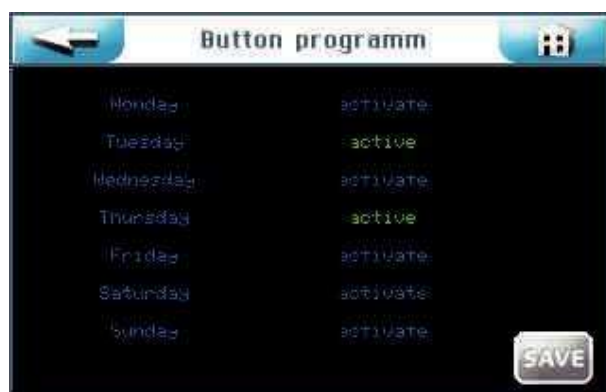 Button programm
Monday activate
Tuesday active
Wednesday activate
Thursday active
Friday activate
Saturday activate
Sunday activate
SAVE